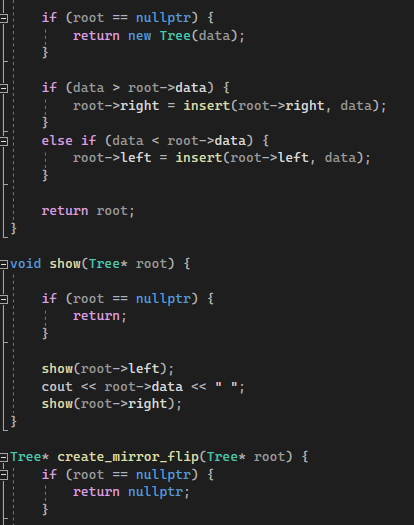 if (root == nullptr) {
return new Tree(data);
}
if (data > root->data) {
root->right = insert(root->right, data);
}
else if (data < root->data) {
root->left = insert(root->left, data);
}
return root;
}
void show(Tree* root) {
if (root == nullptr) {
return;
}
show(root->left);
cout << root->data << " ";
show(root->right);
}
Tree* create_mirror_flip(Tree* root) {
if (root == nullptr) {
return nullptr;
}